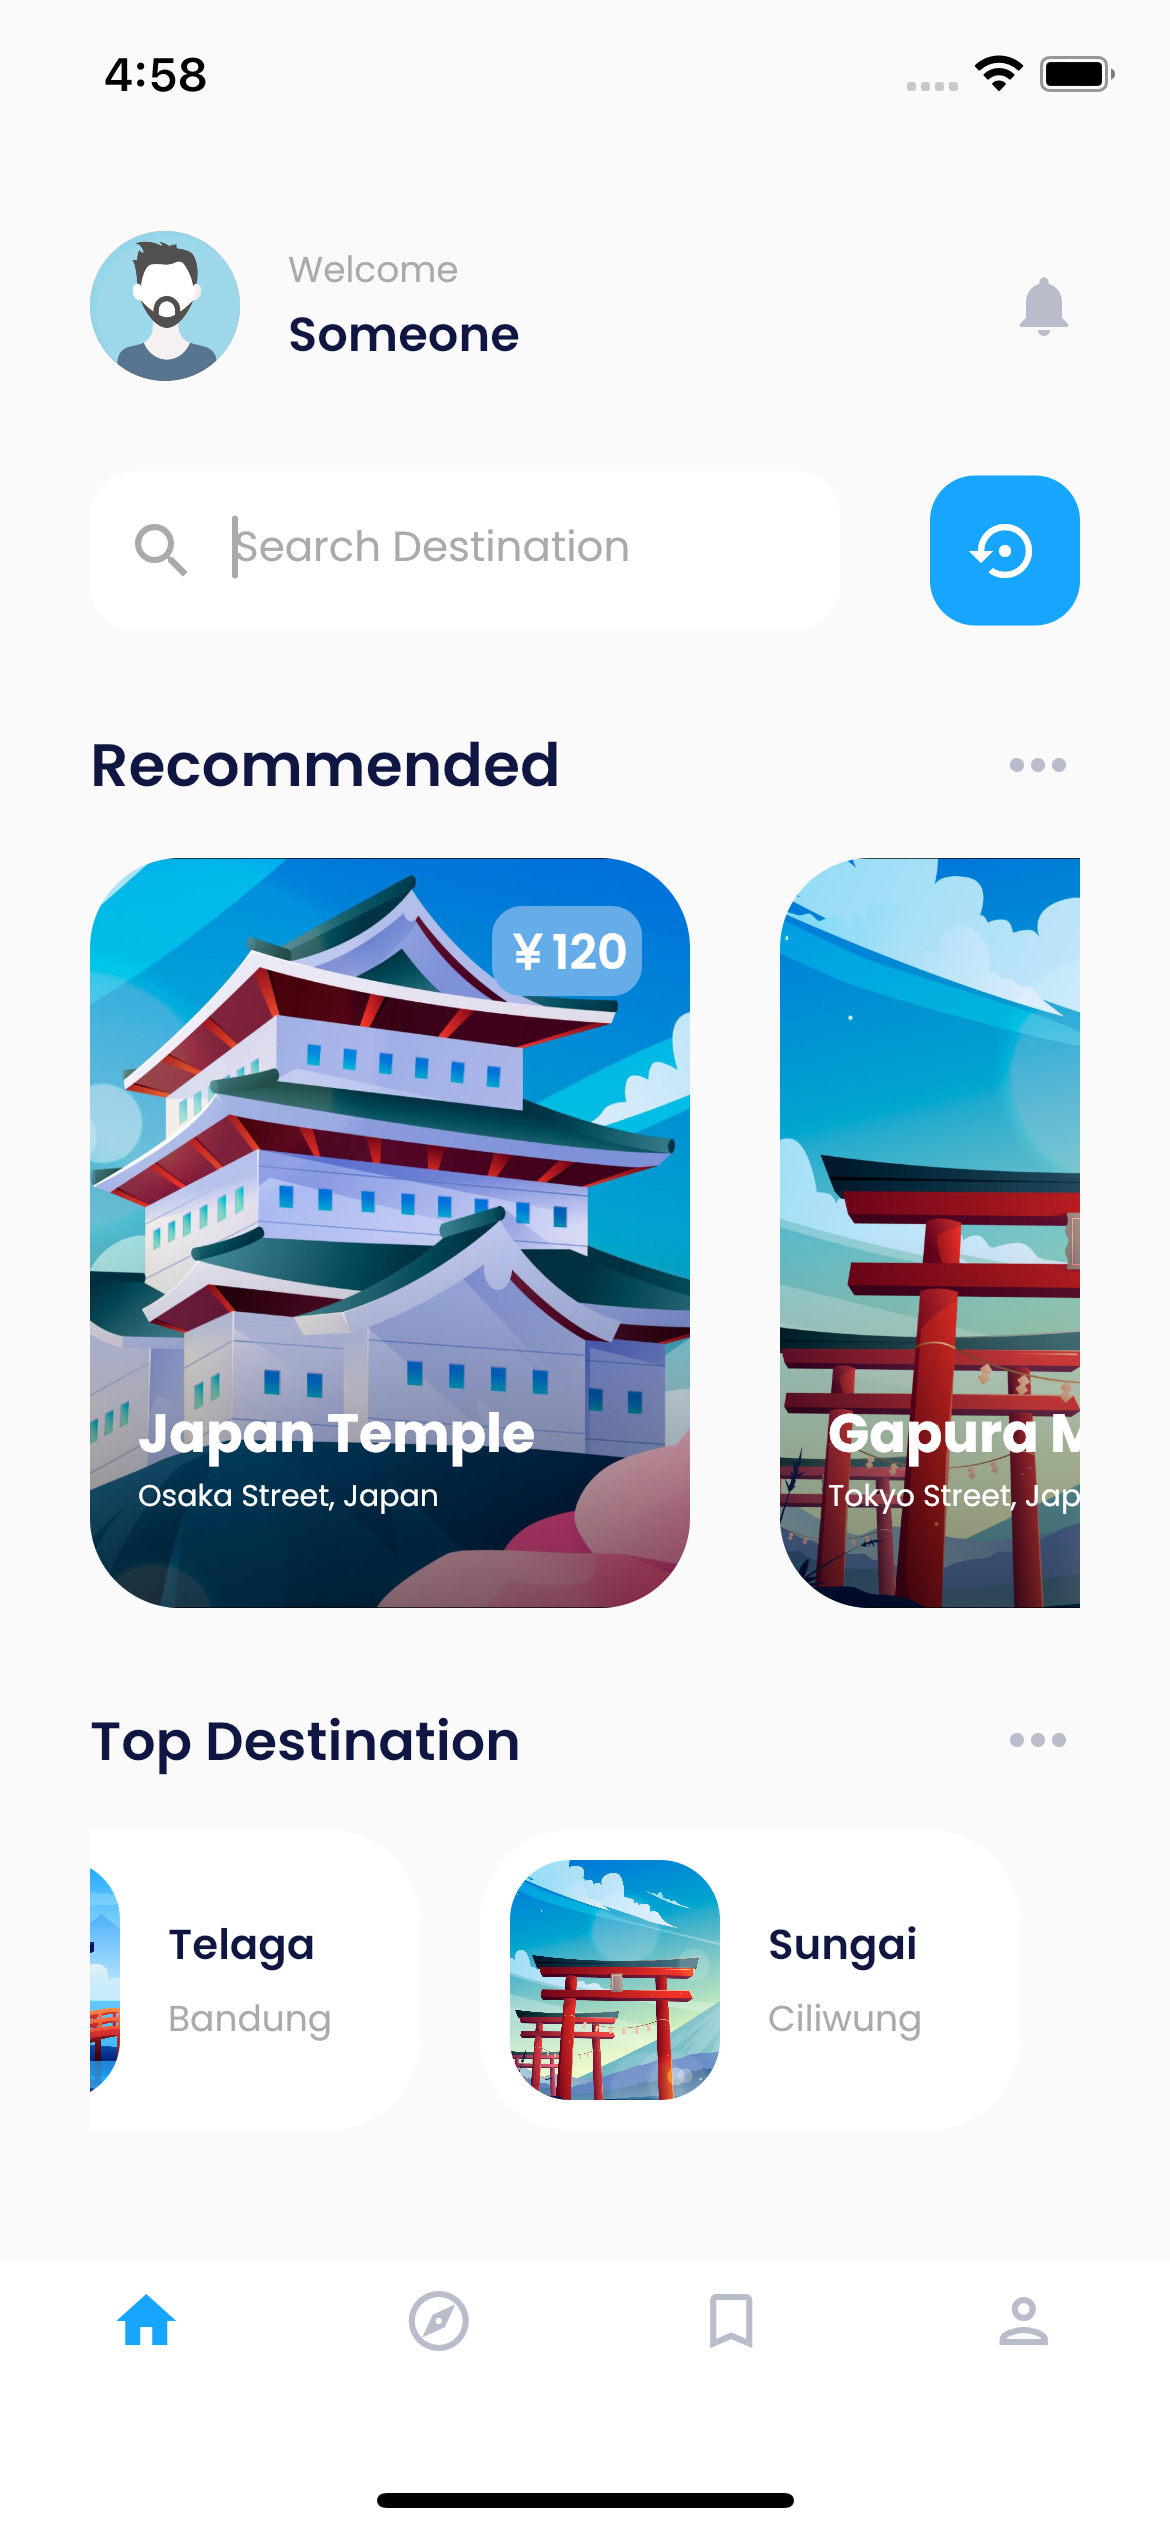 4:58
Welcome
Someone
Search Destination
Recommended
¥ 120
Japan Temple
Osaka Street, Japan
Gapura M
Tokyo Street, Jap
Top Destination
Telaga
Bandung
Sungai
Ciliwung